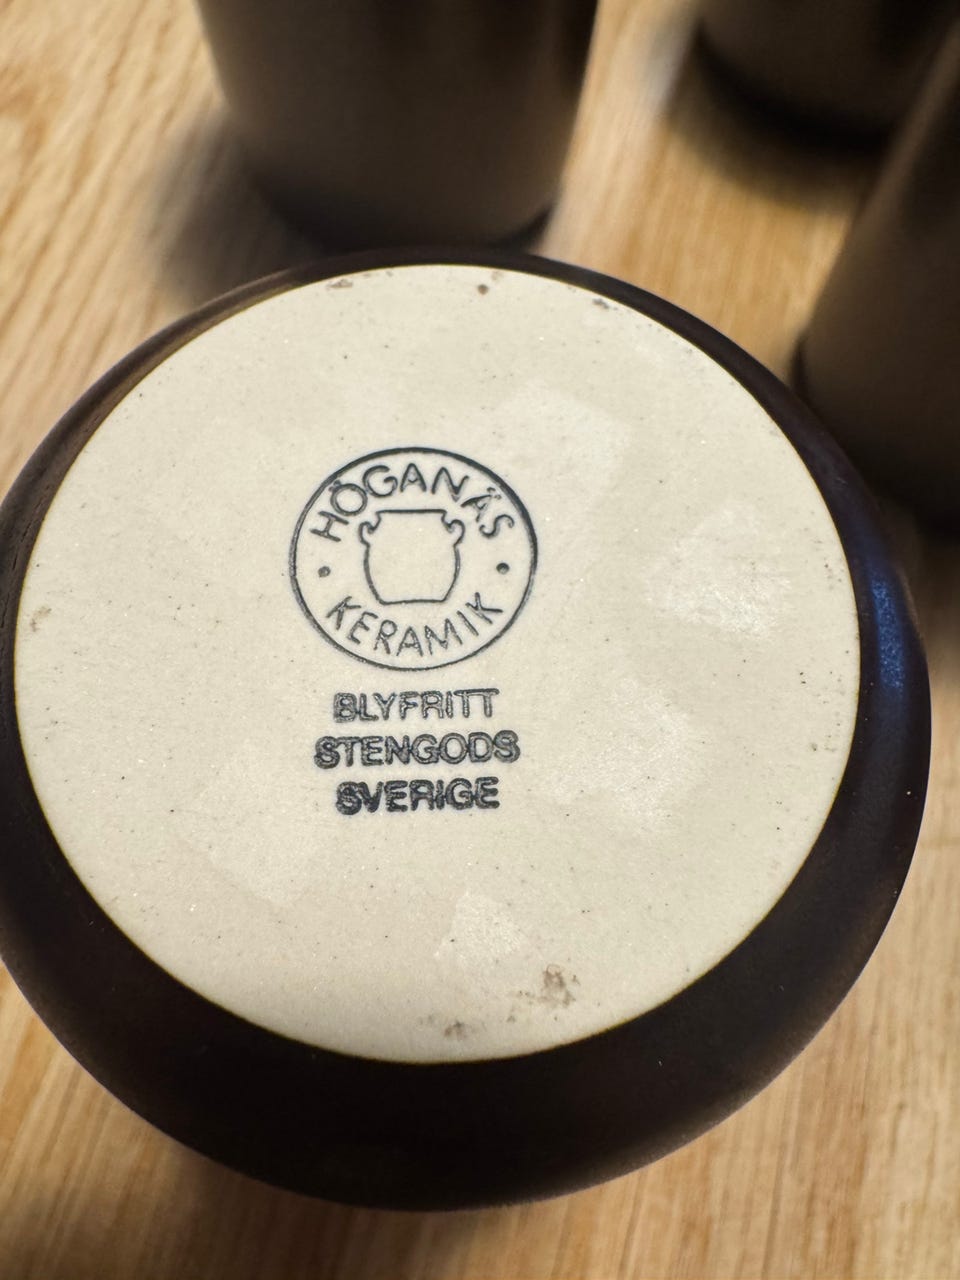 HÖGANÄS
KERAMIK
BLYFRITT
STENGODS
SVERIGE